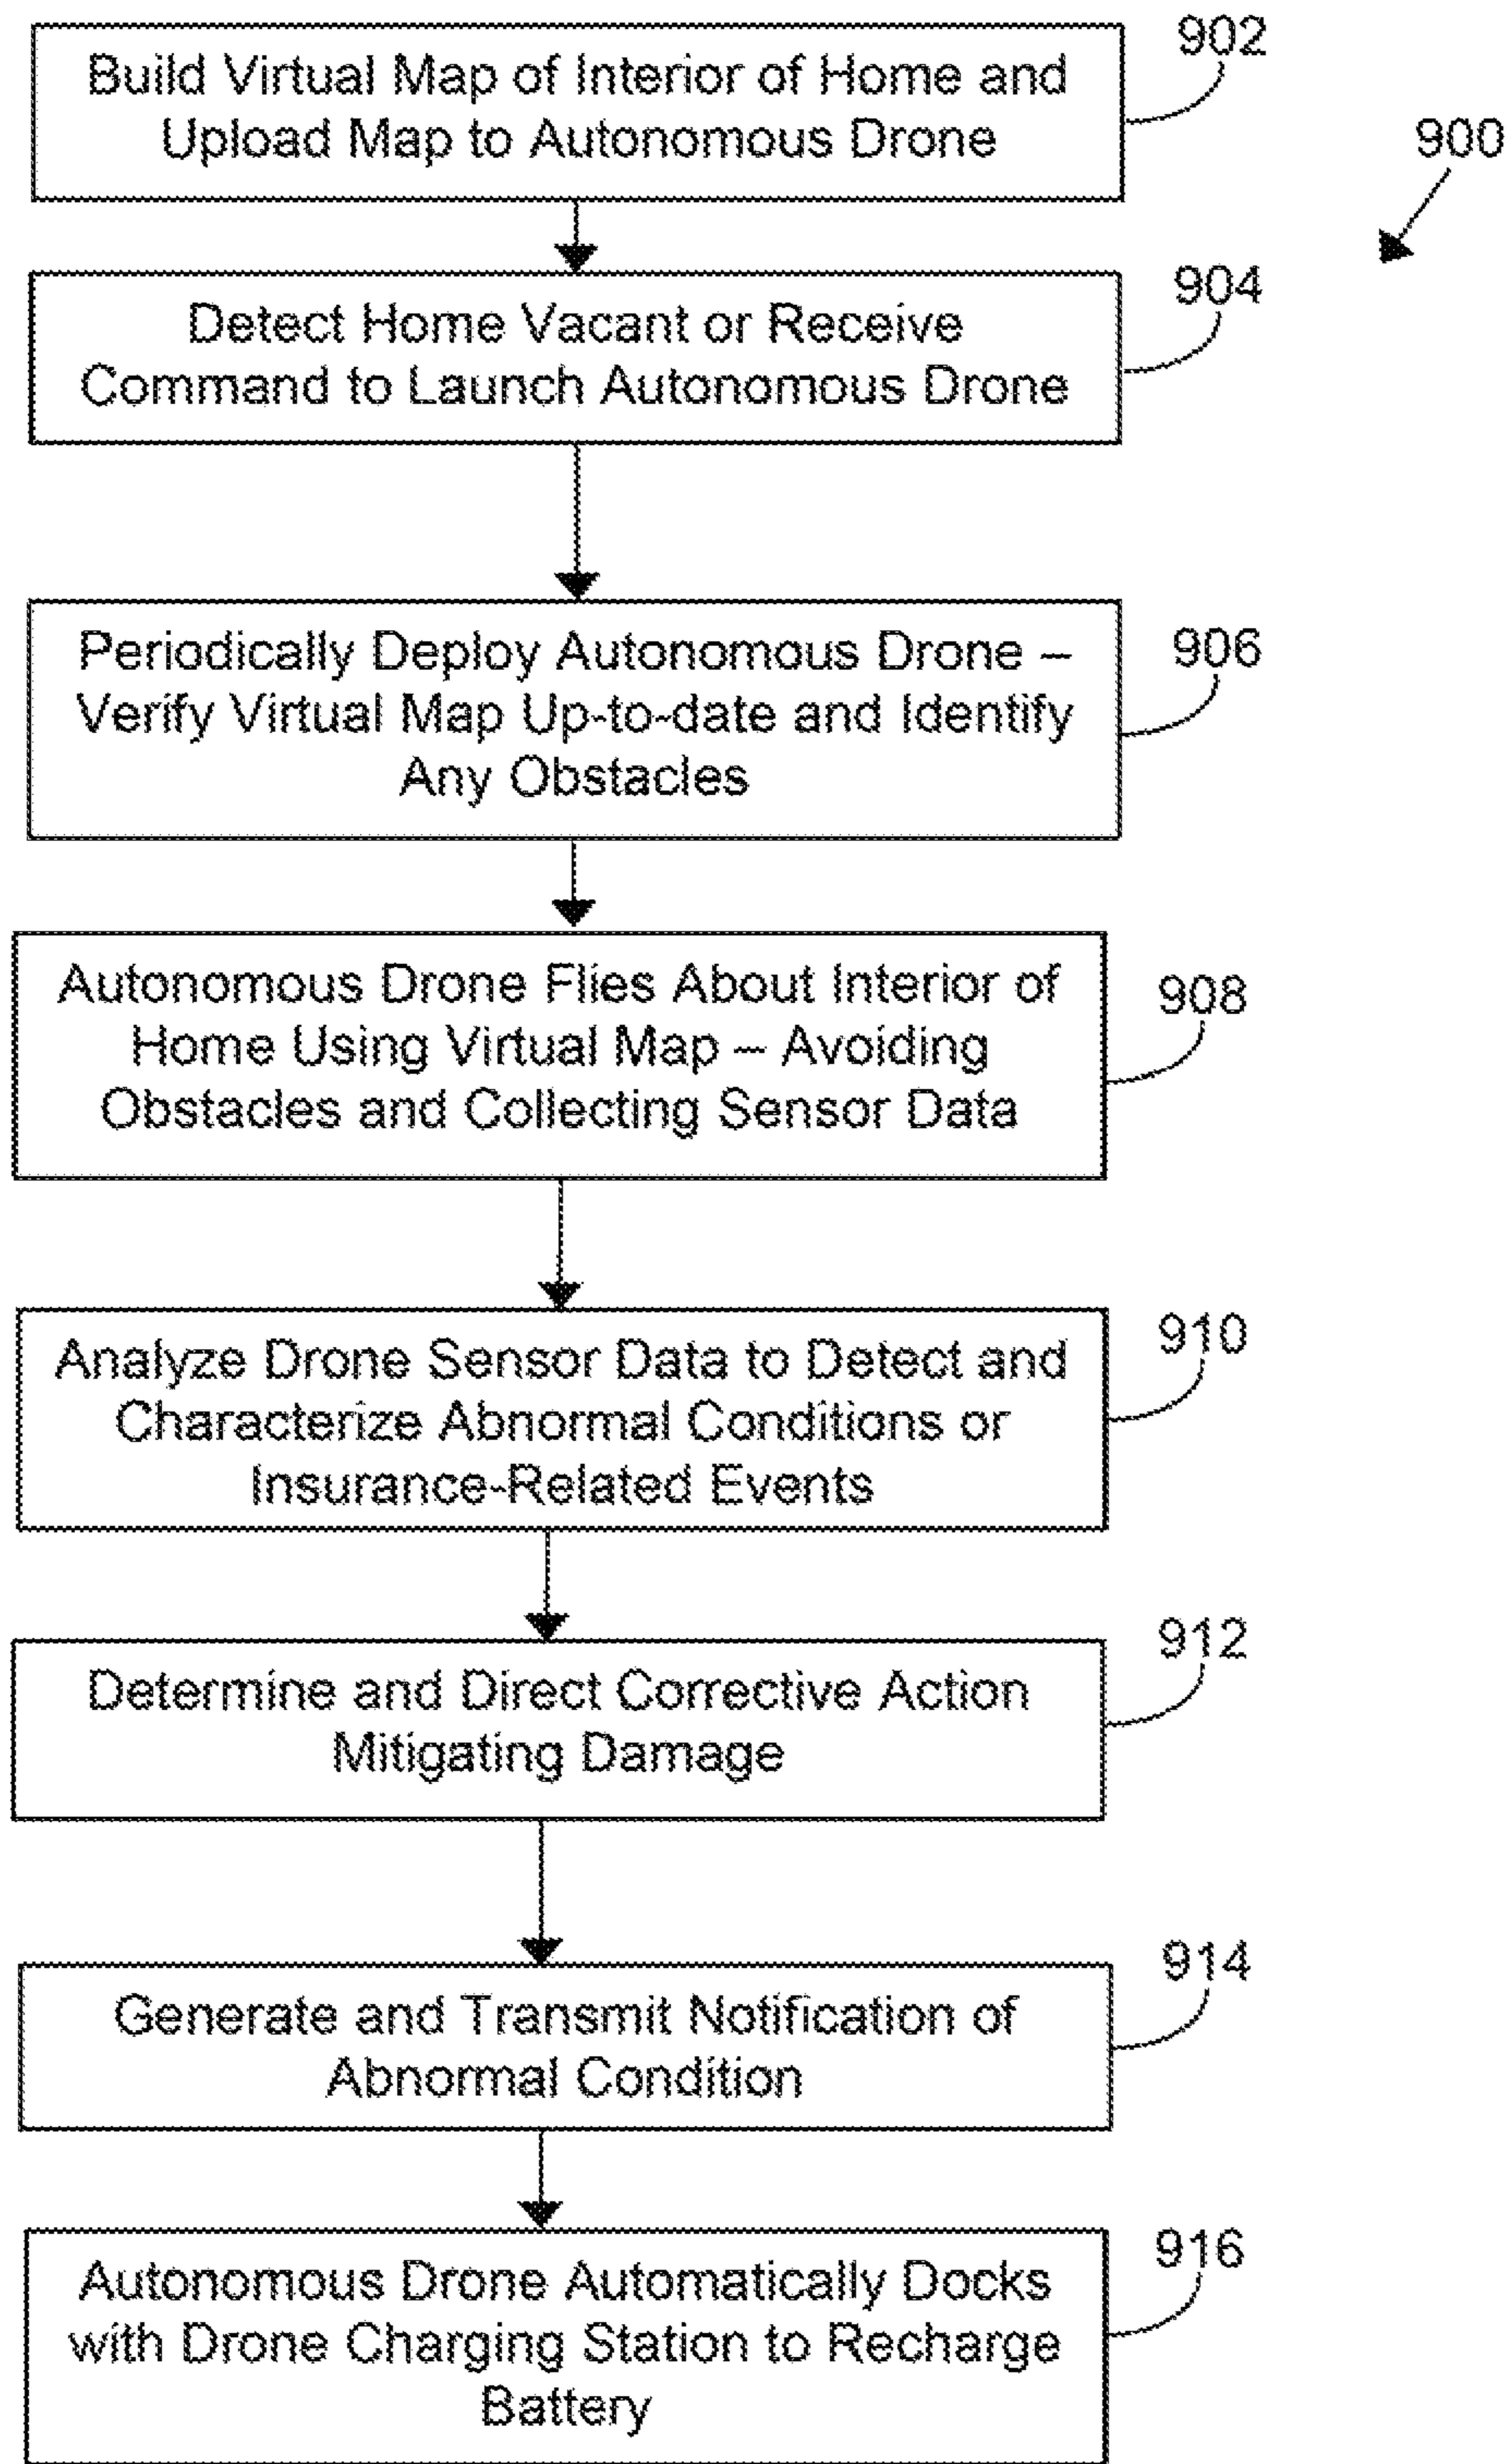 902
Build Virtual Map of Interior of Home and
Upload Map to Autonomous Drone
900
904
Detect Home Vacant or Receive
Command to Launch Autonomous Drone
906
Periodically Deploy Autonomous Drone –
Verify Virtual Map Up-to-date and Identify
Any Obstacles
908
Autonomous Drone Flies About Interior of
Home Using Virtual Map – Avoiding
Obstacles and Collecting Sensor Data
910
Analyze Drone Sensor Data to Detect and
Characterize Abnormal Conditions or
Insurance-Related Events
912
Determine and Direct Corrective Action
Mitigating Damage
914
Generate and Transmit Notification of
Abnormal Condition
916
Autonomous Drone Automatically Docks
with Drone Charging Station to Recharge
Battery